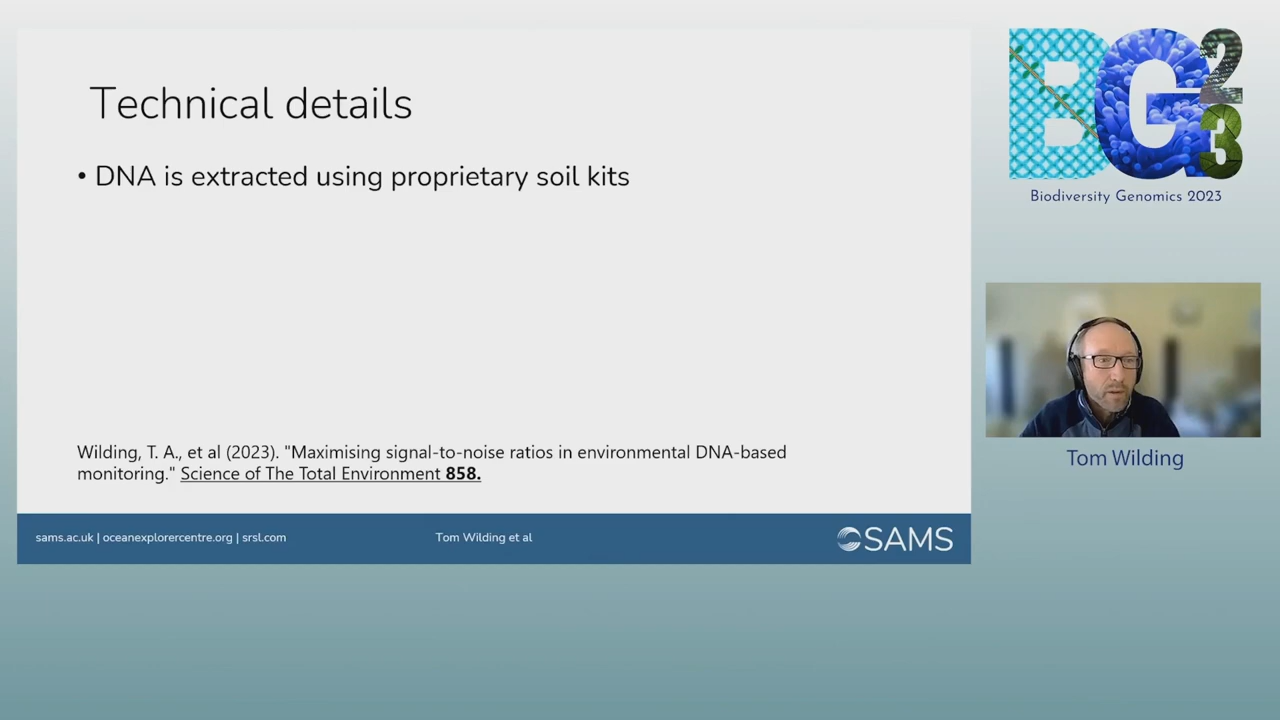 Technical details
• DNA is extracted using proprietary soil kits
Wilding, T. A., et al (2023). "Maximising signal-to-noise ratios in environmental DNA-based
monitoring." Science of The Total Environment 858.
sams.ac.uk | oceanexplorercentre.org | srsl.com
Tom Wilding et al
SAMS
BG23
Biodiversity Genomics 2023
Tom Wilding